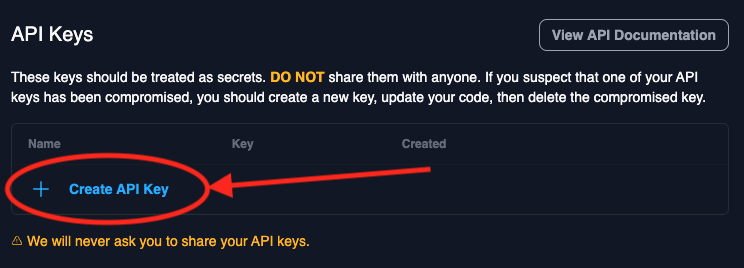 API Keys
View API Documentation
These keys should be treated as secrets. DO NOT share them with anyone. If you suspect that one of your API
keys has been compromised, you should create a new key, update your code, then delete the compromised key.
Name Key Created
+ Create API Key
⚠ We will never ask you to share your API keys.